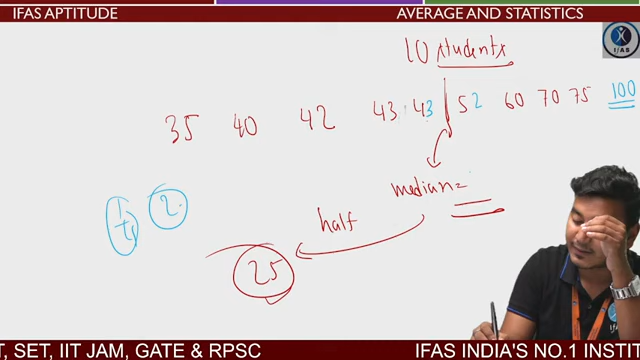 IFAS APTITUDE
AVERAGE AND STATISTICS
IFAS
10 students
35 40 42 43 43 52 60 70 75 100
median=
half
2
25
T, SET, IIT JAM, GATE & RPSC
IFAS INDIA'S NO.1 INSTIT